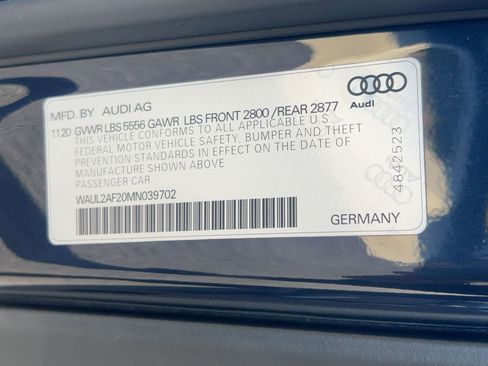 MFD. BY AUDI AG
1120 GVWR LBS 5556 GAWR LBS FRONT 2800 / REAR 2877
THIS VEHICLE CONFORMS TO ALL APPLICABLE U.S.
FEDERAL MOTOR VEHICLE SAFETY, BUMPER AND THEFT
PREVENTION STANDARDS IN EFFECT ON THE DATE OF
MANUFACTURE SHOWN ABOVE
PASSENGER CAR
WAUL2AF20MN039702
Audi
4842523
GERMANY